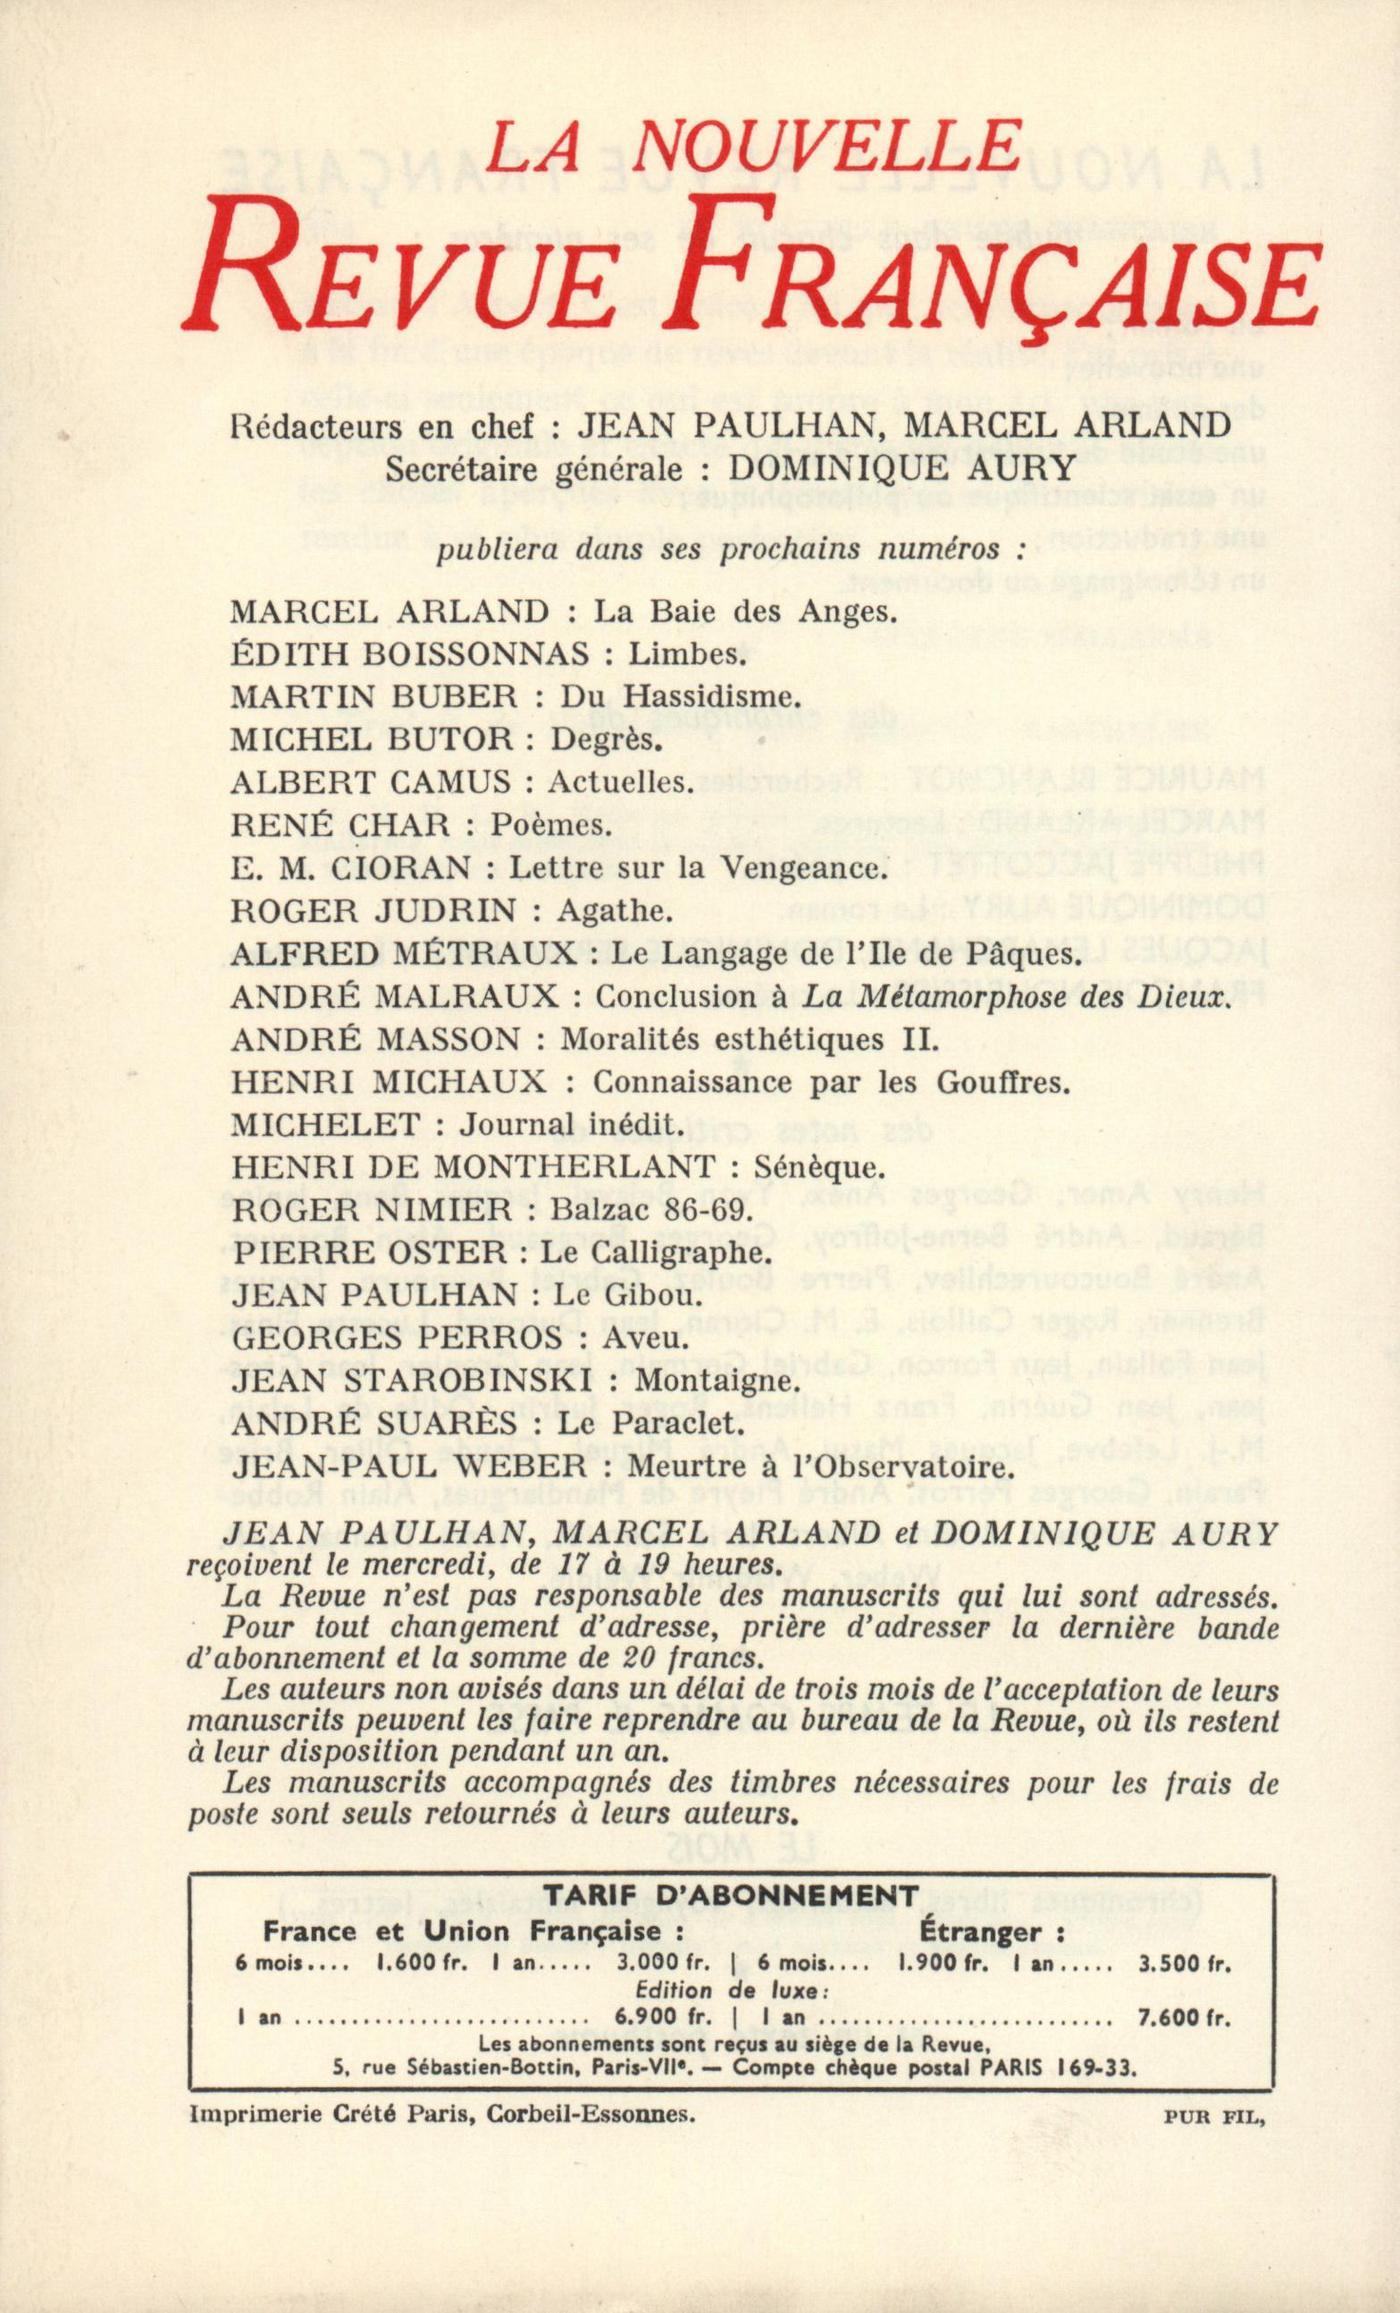 LA NOUVELLE
REVUE FRANÇAISE
Rédacteurs en chef : JEAN PAULHAN, MARCEL ARLAND
Secrétaire générale : DOMINIQUE AURY
publiera dans ses prochains numéros :
MARCEL ARLAND : La Baie des Anges.
ÉDITH BOISSONNAS : Limbes.
MARTIN BUBER : Du Hassidisme.
MICHEL BUTOR : Degrès.
ALBERT CAMUS : Actuelles.
RENÉ CHAR : Poèmes.
E. M. CIORAN : Lettre sur la Vengeance.
ROGER JUDRIN : Agathe.
ALFRED MÉTRAUX : Le Langage de l'Ile de Pâques.
ANDRÉ MALRAUX : Conclusion à La Métamorphose des Dieux.
ANDRÉ MASSON : Moralités esthétiques II.
HENRI MICHAUX : Connaissance par les Gouffres.
MICHELET : Journal inédit.
HENRI DE MONTHERLANT : Sénèque.
ROGER NIMIER : Balzac 86-69.
PIERRE OSTER : Le Calligraphe.
JEAN PAULHAN : Le Gibou.
GEORGES PERROS : Aveu.
JEAN STAROBINSKI : Montaigne.
ANDRÉ SUARÈS : Le Paraclet.
JEAN-PAUL WEBER : Meurtre à l'Observatoire.
JEAN PAULHAN, MARCEL ARLAND et DOMINIQUE AURY
reçoivent le mercredi, de 17 à 19 heures.
La Revue n'est pas responsable des manuscrits qui lui sont adressés.
Pour tout changement d'adresse, prière d'adresser la dernière bande
d'abonnement et la somme de 20 francs.
Les auteurs non avisés dans un délai de trois mois de l'acceptation de leurs
manuscrits peuvent les faire reprendre au bureau de la Revue, où ils restent
à leur disposition pendant un an.
Les manuscrits accompagnés des timbres nécessaires pour les frais de
poste sont seuls retournés à leurs auteurs.
TARIF D'ABONNEMENT
France et Union Française : Étranger :
6 mois.... 1.600 fr. 1 an..... 3.000 fr. | 6 mois.... 1.900 fr. 1 an..... 3.500 fr.
Edition de luxe :
1 an .......................... 6.900 fr. | 1 an .......................... 7.600 fr.
Les abonnements sont reçus au siège de la Revue,
5, rue Sébastien-Bottin, Paris-VIIe. — Compte chèque postal PARIS 169-33.
Imprimerie Crété Paris, Corbeil-Essonnes. PUR FIL,